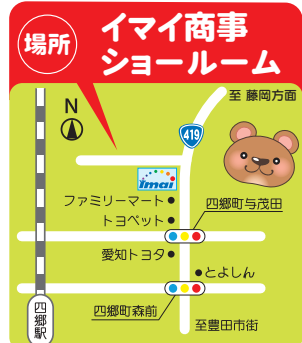 場所
イマイ商事
ショールーム
至 藤岡方面
N
419
imai
ファミリーマート
四郷町与茂田
トヨペット
愛知トヨタ
とよしん
四郷町森前
四郷駅
至豊田市街